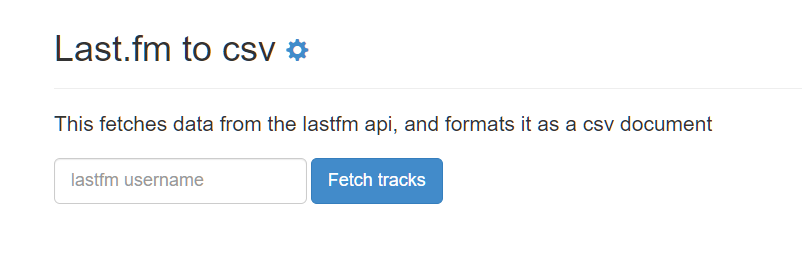 Last.fm to csv
This fetches data from the lastfm api, and formats it as a csv document
lastfm username Fetch tracks